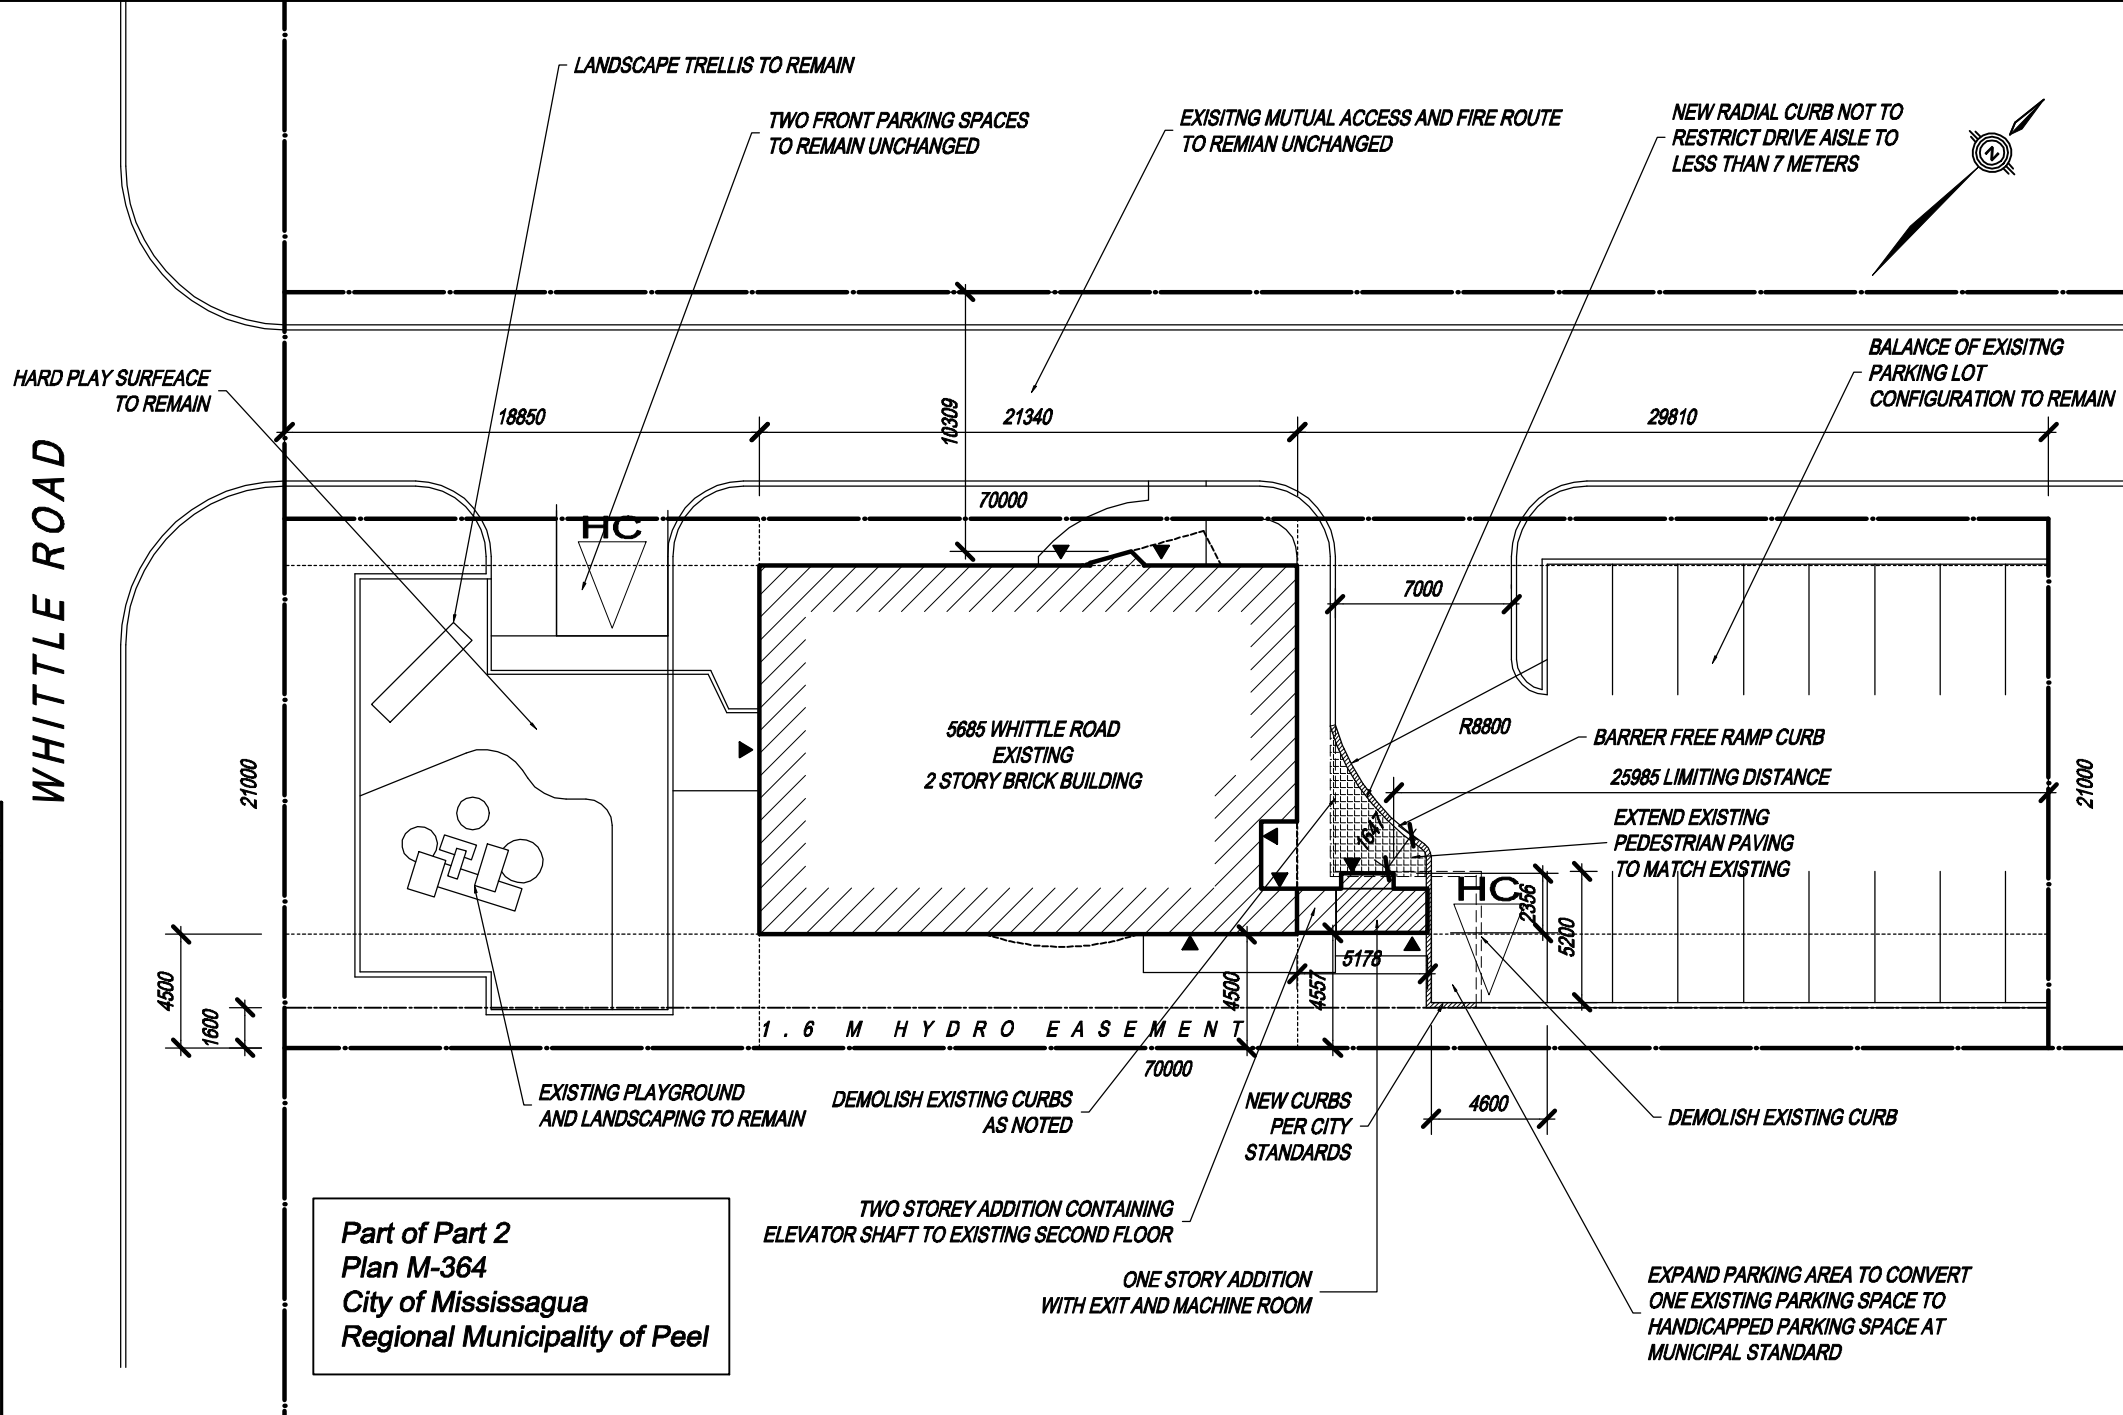 LANDSCAPE TRELLIS TO REMAIN
TWO FRONT PARKING SPACES
TO REMAIN UNCHANGED
EXISITNG MUTUAL ACCESS AND FIRE ROUTE
TO REMIAN UNCHANGED
NEW RADIAL CURB NOT TO
RESTRICT DRIVE AISLE TO
LESS THAN 7 METERS
N
BALANCE OF EXISITNG
PARKING LOT
CONFIGURATION TO REMAIN
HARD PLAY SURFEACE
TO REMAIN
18850
10309
21340
29810
WHITTLE ROAD
70000
HC
7000
5685 WHITTLE ROAD
EXISTING
2 STORY BRICK BUILDING
R8800
BARRER FREE RAMP CURB
25985 LIMITING DISTANCE
21000
21000
1647
EXTEND EXISTING
PEDESTRIAN PAVING
TO MATCH EXISTING
HC
2356
5200
5178
4500
1600
4500
4557
1.6 M HYDRO EASEMENT
70000
EXISTING PLAYGROUND
AND LANDSCAPING TO REMAIN
DEMOLISH EXISTING CURBS
AS NOTED
NEW CURBS
PER CITY
STANDARDS
4600
DEMOLISH EXISTING CURB
TWO STOREY ADDITION CONTAINING
ELEVATOR SHAFT TO EXISTING SECOND FLOOR
ONE STORY ADDITION
WITH EXIT AND MACHINE ROOM
EXPAND PARKING AREA TO CONVERT
ONE EXISTING PARKING SPACE TO
HANDICAPPED PARKING SPACE AT
MUNICIPAL STANDARD
Part of Part 2
Plan M-364
City of Mississagua
Regional Municipality of Peel